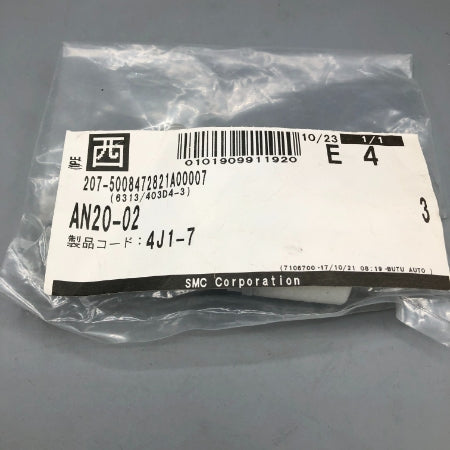 西
10/23 1/1
0101909911920
E 4
207-5008472821A00007
(6313/403D4-3)
AN20-02
3
製品コード:4J1-7
(7106700-17/10/21 08:19-BUTU AUTO)
SMC Corporation